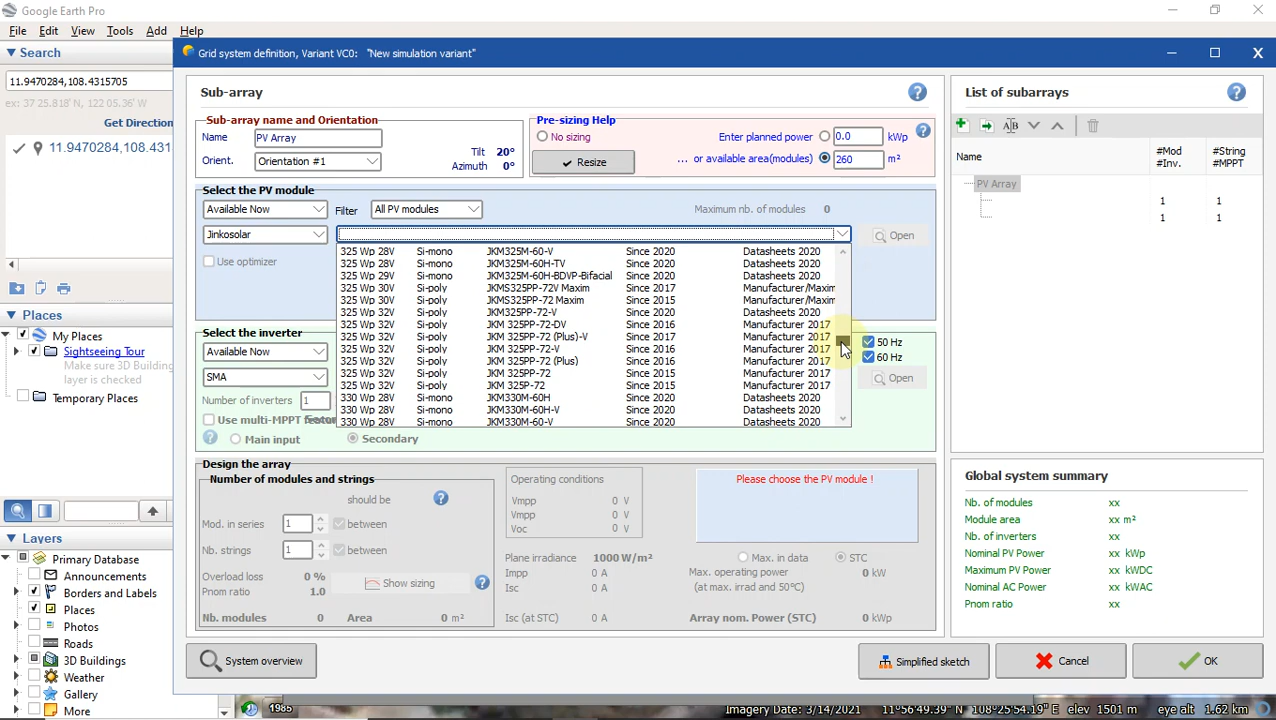 Google Earth Pro
File Edit View Tools Add Help
Search
11.9470284,108.4315705
ex: 37 25.818' N, 122 05.36' W
Get Direction
11.9470284,108.431
Places
My Places
Sightseeing Tour
Make sure 3D Building
layer is checked
Temporary Places
Layers
Primary Database
Announcements
Borders and Labels
Places
Photos
Roads
3D Buildings
Weather
Gallery
More
Grid system definition, Variant VC0: "New simulation variant"
Sub-array
Sub-array name and Orientation
Name PV Array
Orient. Orientation #1
Tilt 20°
Azimuth 0°
Pre-sizing Help
No sizing
Enter planned power 0.0 kWp
Resize
... or available area(modules) 260 m²
Select the PV module
Available Now Filter All PV modules Maximum nb. of modules 0
Jinkosolar Open
Use optimizer
325 Wp 28V Si-mono JKM325M-60-V Since 2020 Datasheets 2020
325 Wp 28V Si-mono JKM325M-60H-TV Since 2020 Datasheets 2020
325 Wp 29V Si-mono JKM325M-60H-BDVP-Bifacial Since 2020 Datasheets 2020
325 Wp 30V Si-poly JKM325PP-72V Maxim Since 2017 Manufacturer/Maxim
325 Wp 30V Si-poly JKMS325PP-72 Maxim Since 2015 Manufacturer/Maxim
325 Wp 32V Si-poly JKM325PP-72-V Since 2020 Datasheets 2020
325 Wp 32V Si-poly JKM 325PP-72-DV Since 2016 Manufacturer 2017
325 Wp 32V Si-poly JKM 325PP-72 (Plus)-V Since 2017 Manufacturer 2017
325 Wp 32V Si-poly JKM 325PP-72-V Since 2016 Manufacturer 2017
325 Wp 32V Si-poly JKM 325PP-72 (Plus) Since 2016 Manufacturer 2017
325 Wp 32V Si-poly JKM 325PP-72 Since 2015 Manufacturer 2017
325 Wp 32V Si-poly JKM 325P-72 Since 2015 Manufacturer 2017
330 Wp 28V Si-mono JKM330M-60H Since 2020 Datasheets 2020
330 Wp 28V Si-mono JKM330M-60H-V Since 2020 Datasheets 2020
330 Wp 28V Si-mono JKM330M-60-V Since 2020 Datasheets 2020
Select the inverter
Available Now 50 Hz
60 Hz
SMA Open
Number of inverters 1
Use multi-MPPT
Main input Secondary
Design the array
Number of modules and strings
should be
Mod. in series 1 between
Nb. strings 1 between
Overload loss 0 %
Pnom ratio 1.0
Show sizing
Nb. modules 0 Area 0 m²
Operating conditions
Vmpp 0 V
Vmpp 0 V
Voc 0 V
Plane irradiance 1000 W/m²
Impp 0 A
Isc 0 A
Isc (at STC) 0 A
Please choose the PV module !
Max. in data STC
Max. operating power 0 kW
(at max. irrad and 50°C)
Array nom. Power (STC) 0 kWp
List of subarrays
Name #Mod #String
#Inv. #MPPT
PV Array
1 1
1 1
Global system summary
Nb. of modules xx
Module area xx m²
Nb. of inverters xx
Nominal PV Power xx kWp
Maximum PV Power xx kWDC
Nominal AC Power xx kWAC
Pnom ratio xx
System overview Simplified sketch Cancel OK
1985 Imagery Date: 3/14/2021 11°56'49.39" N 108°25'54.19" E elev 1501 m eye alt 1.62 km